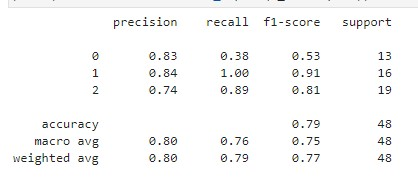 precision recall f1-score support
0 0.83 0.38 0.53 13
1 0.84 1.00 0.91 16
2 0.74 0.89 0.81 19
accuracy 0.79 48
macro avg 0.80 0.76 0.75 48
weighted avg 0.80 0.79 0.77 48